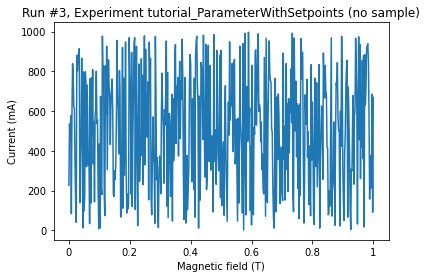 Run #3, Experiment tutorial_ParameterWithSetpoints (no sample)
1000
800
600
400
200
0
Current (mA)
0 0.2 0.4 0.6 0.8 1
Magnetic field (T)